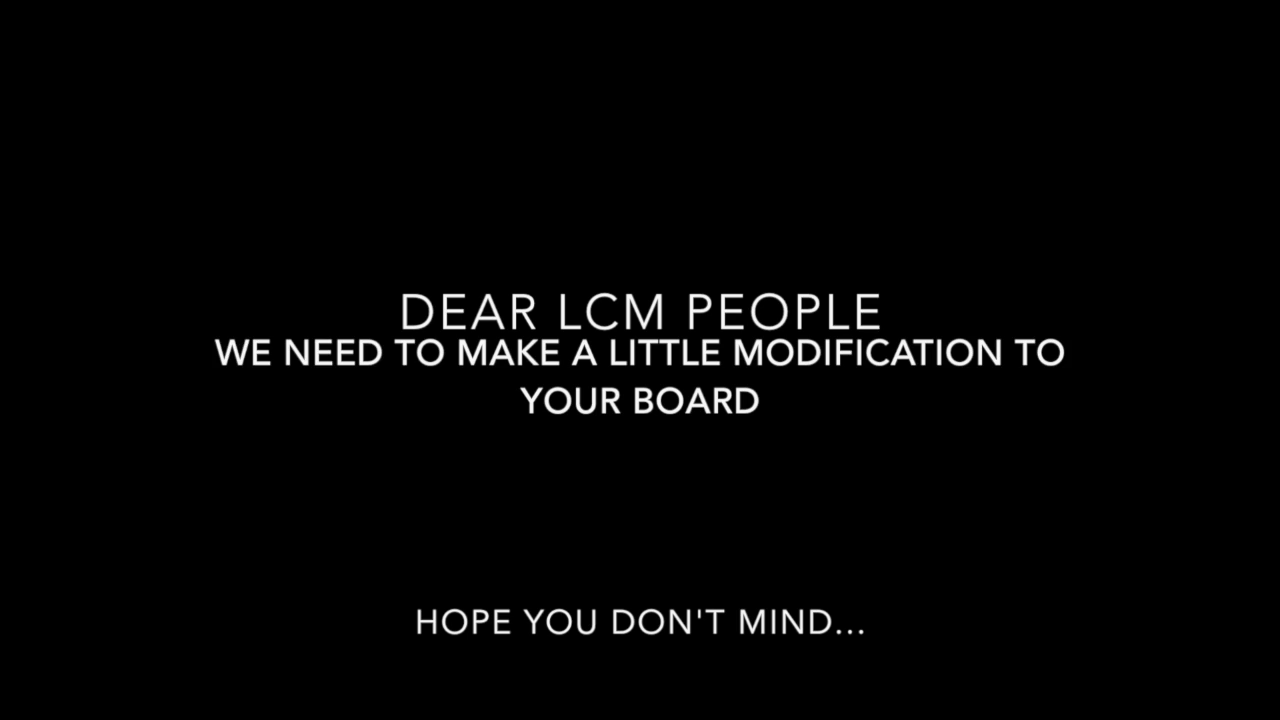 DEAR LCM PEOPLE
WE NEED TO MAKE A LITTLE MODIFICATION TO
YOUR BOARD
HOPE YOU DON'T MIND...